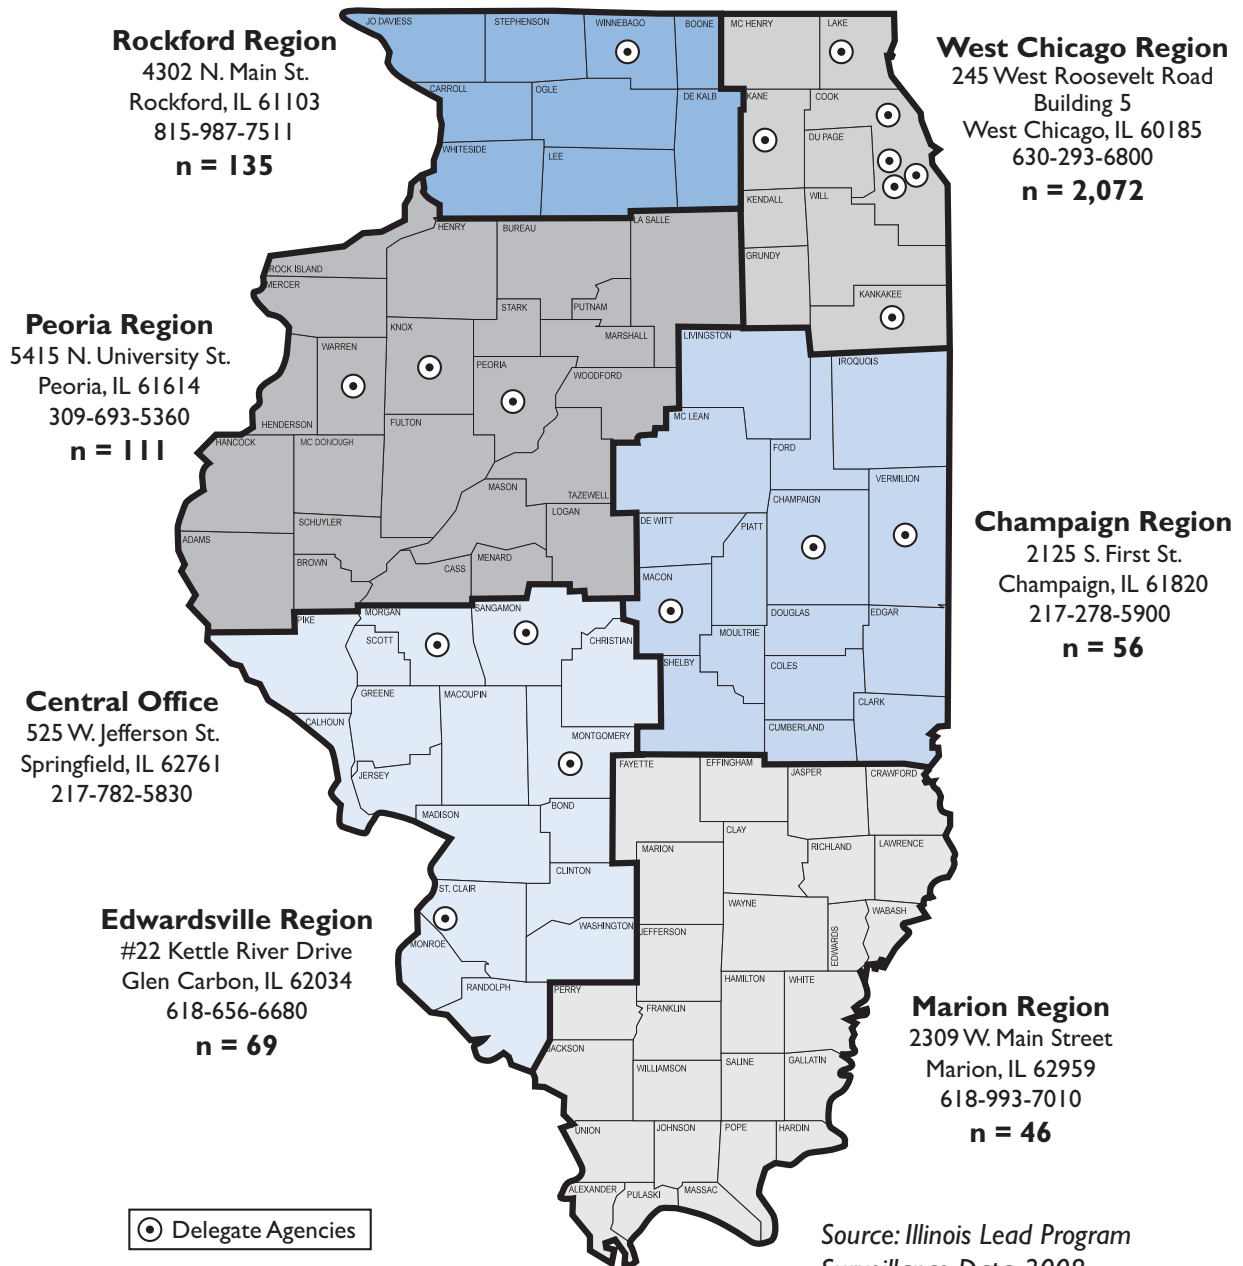 Rockford Region
4302 N. Main St.
Rockford, IL 61103
815-987-7511
n = 135
West Chicago Region
245 West Roosevelt Road
Building 5
West Chicago, IL 60185
630-293-6800
n = 2,072
Peoria Region
5415 N. University St.
Peoria, IL 61614
309-693-5360
n = 111
Champaign Region
2125 S. First St.
Champaign, IL 61820
217-278-5900
n = 56
Central Office
525 W. Jefferson St.
Springfield, IL 62761
217-782-5830
Edwardsville Region
#22 Kettle River Drive
Glen Carbon, IL 62034
618-656-6680
n = 69
Marion Region
2309 W. Main Street
Marion, IL 62959
618-993-7010
n = 46
JO DAVIESS
STEPHENSON
WINNEBAGO
BOONE
MC HENRY
LAKE
CARROLL
OGLE
DE KALB
KANE
COOK
DU PAGE
WHITESIDE
LEE
KENDALL
WILL
LA SALLE
HENRY
BUREAU
GRUNDY
ROCK ISLAND
MERCER
KANKAKEE
STARK
PUTNAM
KNOX
MARSHALL
LIVINGSTON
WARREN
PEORIA
IROQUOIS
WOODFORD
HENDERSON
FULTON
MC LEAN
HANCOCK
MC DONOUGH
FORD
VERMILION
MASON
TAZEWELL
CHAMPAIGN
LOGAN
SCHUYLER
DE WITT
PIATT
ADAMS
BROWN
CASS
MENARD
MACON
PIKE
MORGAN
SANGAMON
DOUGLAS
EDGAR
SCOTT
CHRISTIAN
MOULTRIE
SHELBY
COLES
GREENE
MACOUPIN
CLARK
CALHOUN
MONTGOMERY
CUMBERLAND
FAYETTE
EFFINGHAM
JASPER
CRAWFORD
JERSEY
BOND
MADISON
CLAY
MARION
RICHLAND
LAWRENCE
CLINTON
ST. CLAIR
WAYNE
WABASH
WASHINGTON
JEFFERSON
EDWARDS
MONROE
HAMILTON
WHITE
RANDOLPH
PERRY
FRANKLIN
JACKSON
WILLIAMSON
SALINE
GALLATIN
UNION
JOHNSON
POPE
HARDIN
ALEXANDER
PULASKI
MASSAC
Delegate Agencies
Source: Illinois Lead Program
Surveillance Data 2008